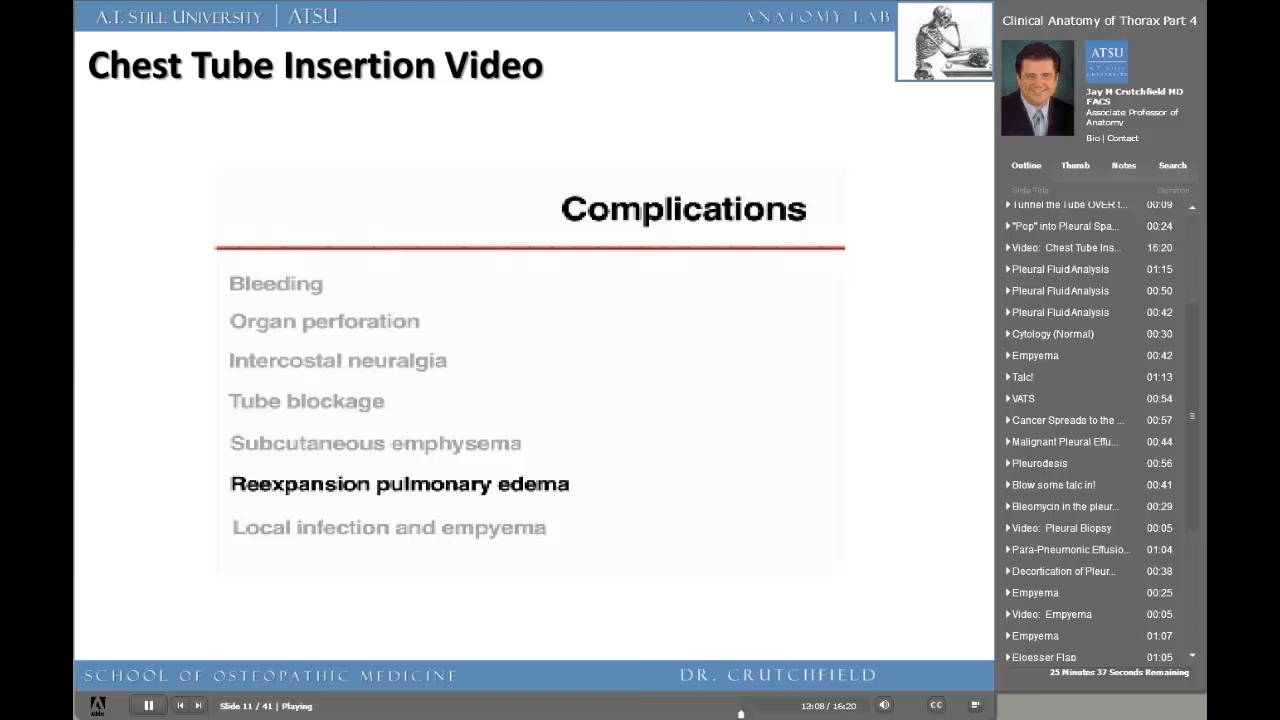 A.T. STILL UNIVERSITY | ATSU
ANATOMY LAB
Chest Tube Insertion Video
Complications
Bleeding
Organ perforation
Intercostal neuralgia
Tube blockage
Subcutaneous emphysema
Reexpansion pulmonary edema
Local infection and empyema
SCHOOL OF OSTEOPATHIC MEDICINE
DR. CRUTCHFIELD
Slide 11 / 41 | Playing
13:08 / 16:20
CC
Clinical Anatomy of Thorax Part 4
ATSU
A.T. STILL
UNIVERSITY
Jay M Crutchfield MD
FACS
Associate Professor of
Anatomy
Bio | Contact
Outline Thumb Notes Search
Slide Title Duration
Tunnel the Tube OVER t... 00:09
"Pop" into Pleural Spa... 00:24
Video: Chest Tube Ins... 16:20
Pleural Fluid Analysis 01:15
Pleural Fluid Analysis 00:50
Pleural Fluid Analysis 00:42
Cytology (Normal) 00:30
Empyema 00:42
Talc! 01:13
VATS 00:54
Cancer Spreads to the ... 00:57
Malignant Pleural Effu... 00:44
Pleurodesis 00:56
Blow some talc in! 00:41
Bleomycin in the pleur... 00:29
Video: Pleural Biopsy 00:05
Para-Pneumonic Effusio... 01:04
Decortication of Pleur... 00:38
Empyema 00:25
Video: Empyema 00:05
Empyema 01:07
Eloesser Flap 01:05
25 Minutes 37 Seconds Remaining
Adobe